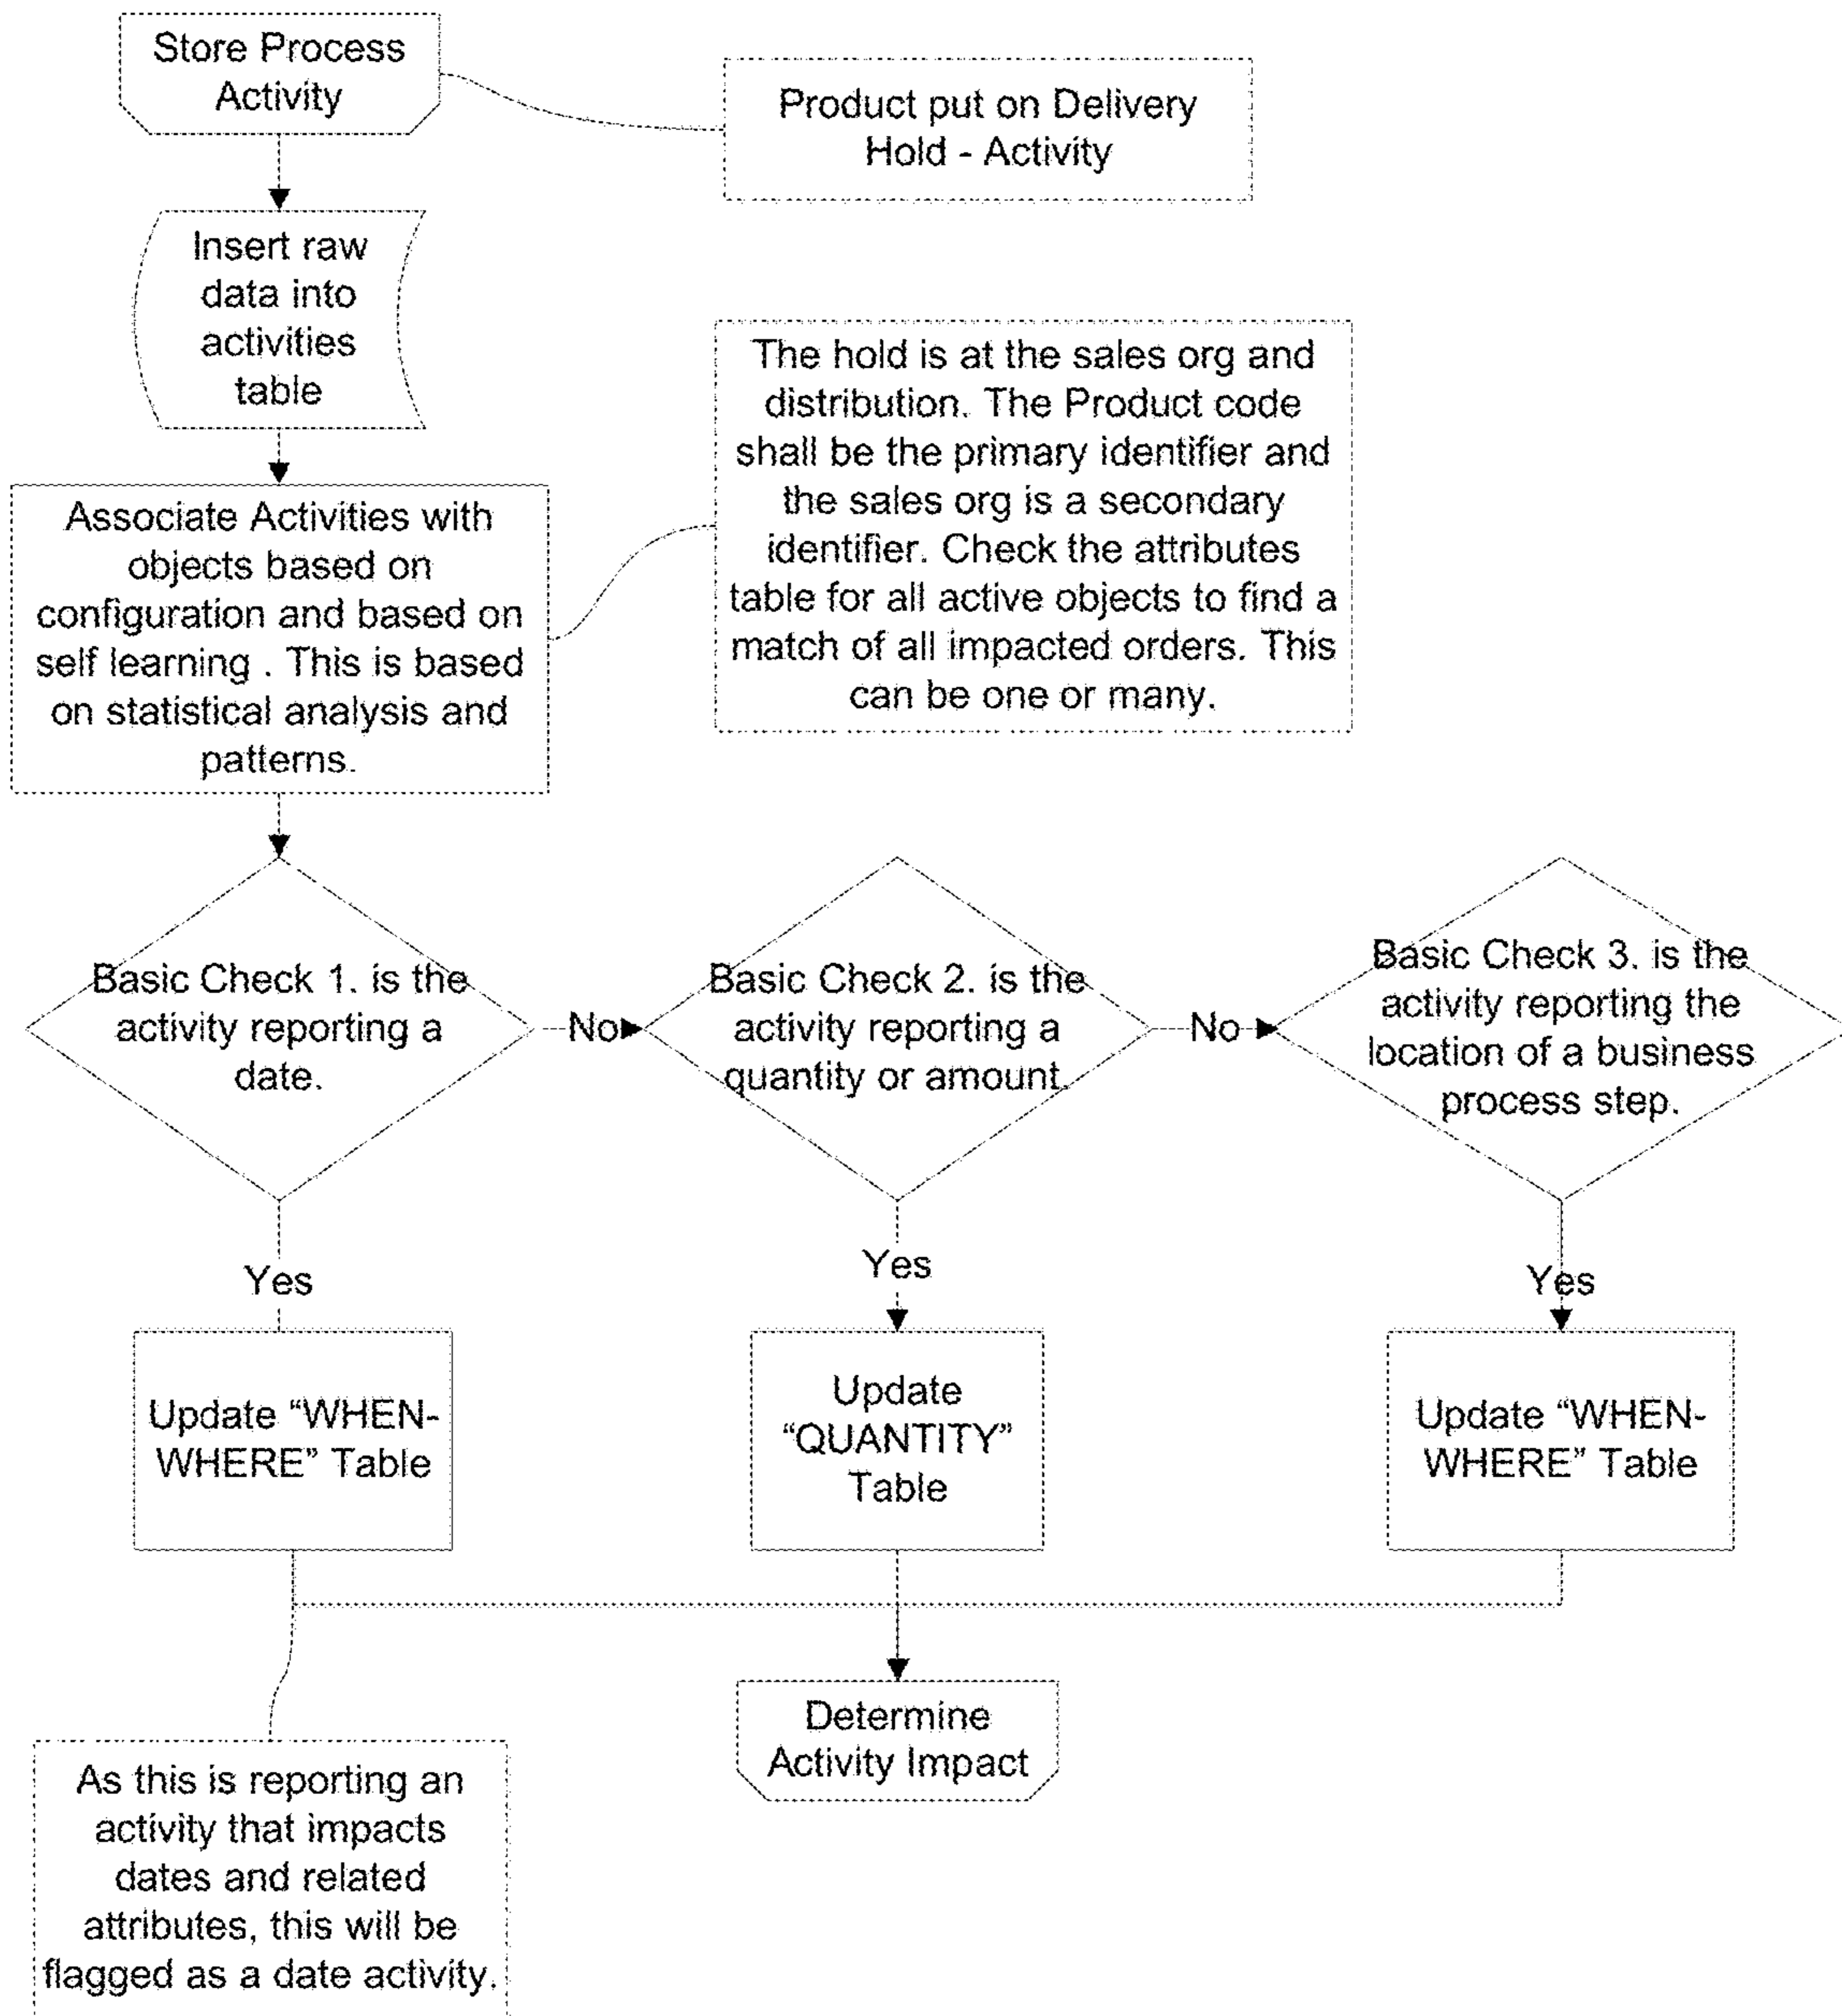 Store Process
Activity
Product put on Delivery
Hold - Activity
Insert raw
data into
activities
table
The hold is at the sales org and
distribution. The Product code
shall be the primary identifier and
the sales org is a secondary
identifier. Check the attributes
table for all active objects to find a
match of all impacted orders. This
can be one or many.
Associate Activities with
objects based on
configuration and based on
self learning . This is based
on statistical analysis and
patterns.
Basic Check 1. is the
activity reporting a
date.
No
Basic Check 2. is the
activity reporting a
quantity or amount.
No
Basic Check 3. is the
activity reporting the
location of a business
process step.
Yes
Yes
Yes
Update “WHEN-
WHERE” Table
Update
“QUANTITY”
Table
Update “WHEN-
WHERE” Table
Determine
Activity Impact
As this is reporting an
activity that impacts
dates and related
attributes, this will be
flagged as a date activity.